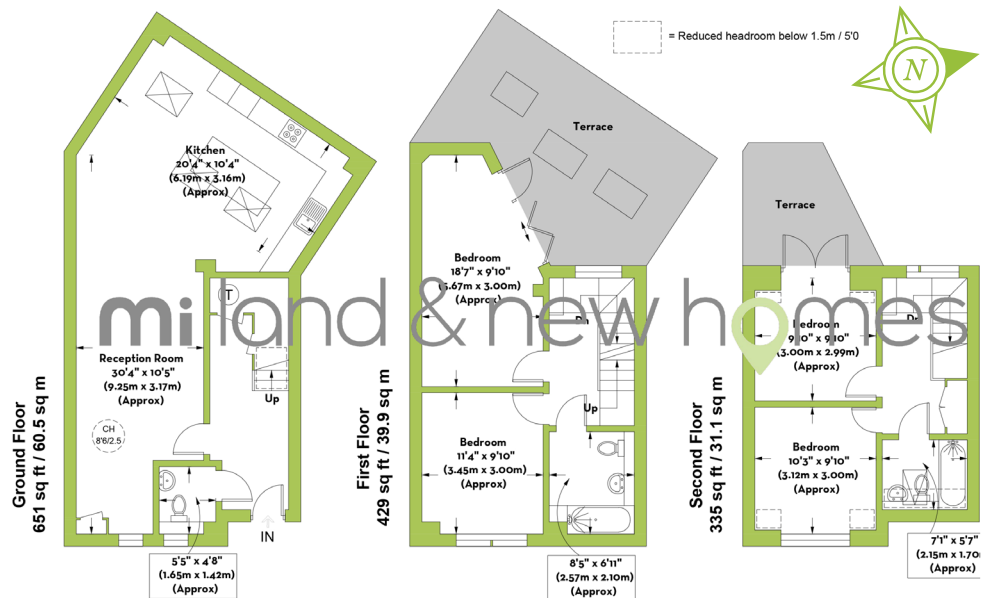 = Reduced headroom below 1.5m / 5'0
N
Kitchen
20'4" x 10'4"
(6.19m x 3.16m)
(Approx)
T
Reception Room
30'4" x 10'5"
(9.25m x 3.17m)
(Approx)
CH
8'6/2.5
Up
IN
5'5" x 4'8"
(1.65m x 1.42m)
(Approx)
Ground Floor
651 sq ft / 60.5 sq m
Terrace
Bedroom
18'7" x 9'10"
(5.67m x 3.00m)
(Approx)
Dn
Up
Bedroom
11'4" x 9'10"
(3.45m x 3.00m)
(Approx)
8'5" x 6'11"
(2.57m x 2.10m)
(Approx)
First Floor
429 sq ft / 39.9 sq m
Terrace
Bedroom
9'10" x 9'10"
(3.00m x 2.99m)
(Approx)
Dn
Bedroom
10'3" x 9'10"
(3.12m x 3.00m)
(Approx)
7'1" x 5'7"
(2.15m x 1.70
(Approx)
Second Floor
335 sq ft / 31.1 sq m
mi land & new homes